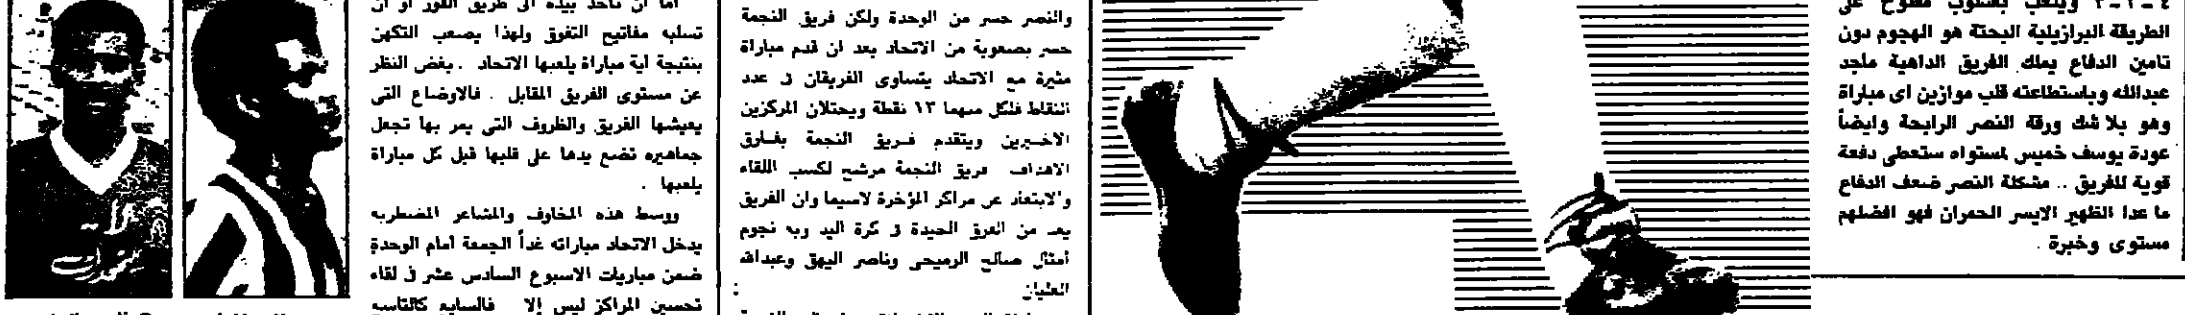 ٤ـ٢ـ٣ ويلعب بأسلوب مفتوح على
الطريقة البرازيلية البحتة هو الهجوم دون
تامين الدفاع يملك الفريق الداهية ماجد
عبدالله وباستطاعته قلب موازين اى مباراة
وهو بلا شك ورقة النصر الرابحة وايضاً
عودة يوسف خميس لمستواه ستعطى دفعة
قوية للفريق .. مشكلة النصر ضعف الدفاع
ما عدا الظهير الايسر الحمران فهو افضلهم
مستوى وخبرة .
والنصر خسر من الوحدة ولكن فريق النجمة
خسر بصعوبة من الاتحاد بعد ان قدم مباراة
مثيرة مع الاتحاد يتساوى الفريقان فى عدد
النقاط فلكل منهما ١٣ نقطة ويحتلان المركزين
الاخيرين ويتقدم فريق النجمة بفارق
الاهداف فريق النجمة مرشح لكسب اللقاء
والابتعاد عن مراكز المؤخرة لاسيما وان الفريق
يعد من الفرق الجيدة فى كرة اليد وبه نجوم
أمثال صالح الرميحى وناصر اليهق وعبدالله
العليان
اما ان تأخذ بيده الى طريق الفوز او ان
تسلبه مفاتيح التفوق ولهذا يصعب التكهن
بنتيجة اية مباراة يلعبها الاتحاد . بغض النظر
عن مستوى الفريق المقابل . فالاوضاع التى
يعيشها الفريق والظروف التى يمر بها تجعل
جماهيره تضع يدها على قلبها قبل كل مباراة
يلعبها .
ووسط هذه المخاوف والمشاعر المضطربه
يدخل الاتحاد مباراته غداً الجمعة أمام الوحدة
ضمن مباريات الاسبوع السادس عشر فى لقاء
تحسين المراكز ليس إلا فالسابع كالتاسع